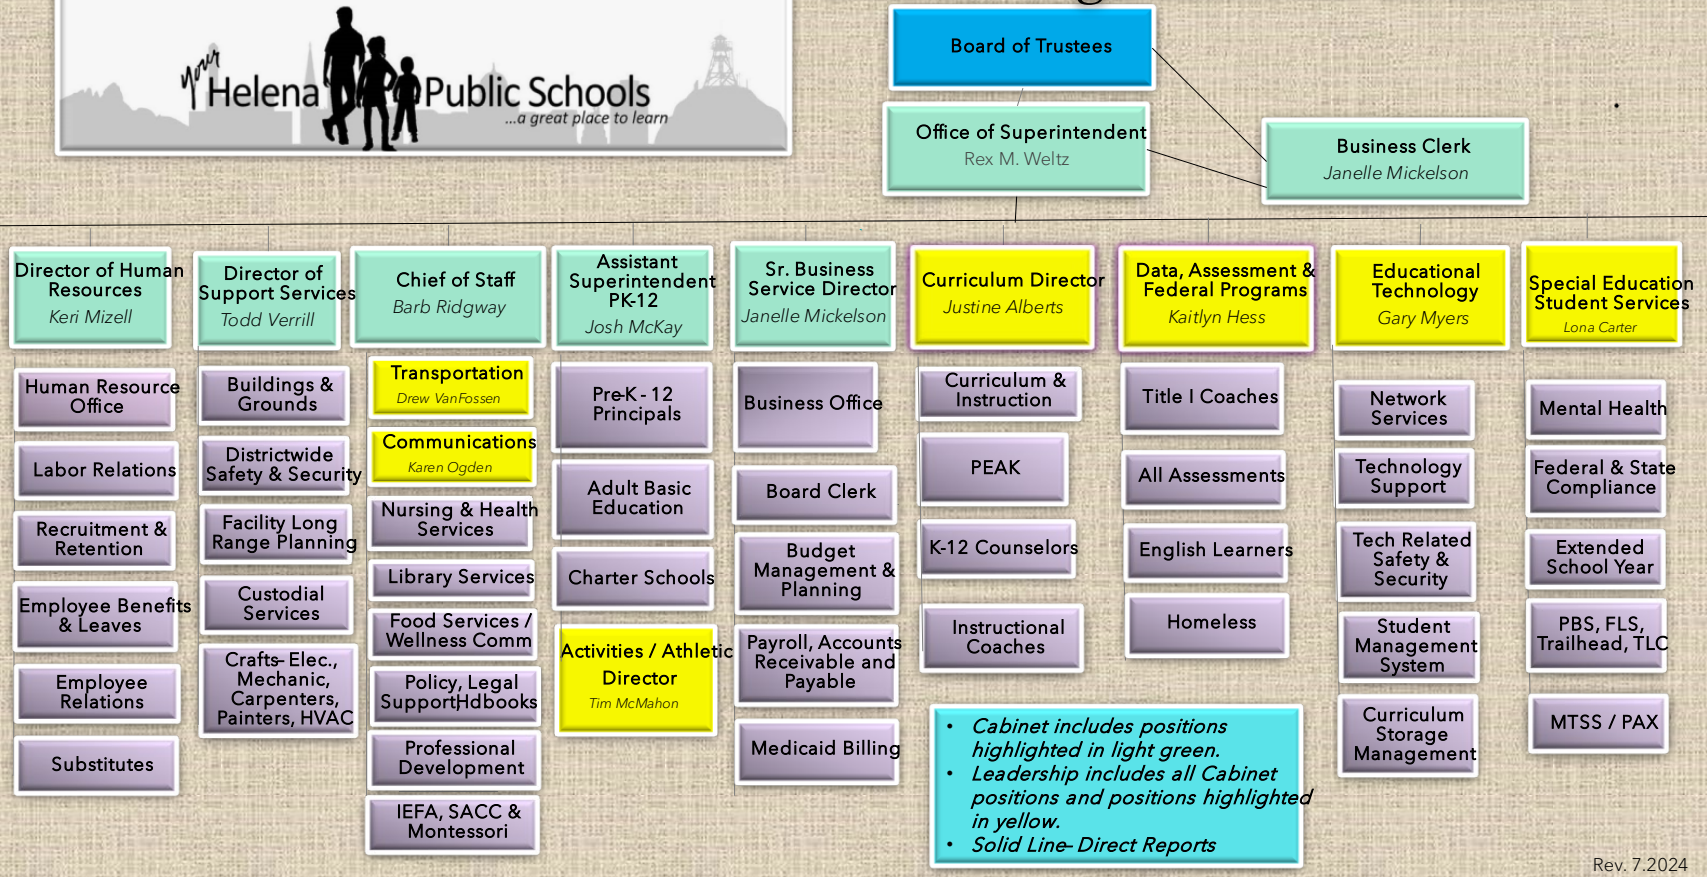 your
Helena Public Schools
...a great place to learn
Board of Trustees
Office of Superintendent
Rex M. Weltz
Business Clerk
Janelle Mickelson
Director of Human
Resources
Keri Mizell
Human Resource
Office
Labor Relations
Recruitment &
Retention
Employee Benefits
& Leaves
Employee
Relations
Substitutes
Director of
Support Services
Todd Verrill
Buildings &
Grounds
Districtwide
Safety & Security
Facility Long
Range Planning
Custodial
Services
Crafts– Elec.,
Mechanic,
Carpenters,
Painters, HVAC
Chief of Staff
Barb Ridgway
Transportation
Drew VanFossen
Communications
Karen Ogden
Nursing & Health
Services
Library Services
Food Services /
Wellness Comm
Policy, Legal
SupportHdbooks
Professional
Development
IEFA, SACC &
Montessori
Assistant
Superintendent
PK-12
Josh McKay
Pre-K - 12
Principals
Adult Basic
Education
Charter Schools
Activities / Athletic
Director
Tim McMahon
Sr. Business
Service Director
Janelle Mickelson
Business Office
Board Clerk
Budget
Management &
Planning
Payroll, Accounts
Receivable and
Payable
Medicaid Billing
Curriculum Director
Justine Alberts
Curriculum &
Instruction
PEAK
K-12 Counselors
Instructional
Coaches
Data, Assessment &
Federal Programs
Kaitlyn Hess
Title I Coaches
All Assessments
English Learners
Homeless
Educational
Technology
Gary Myers
Network
Services
Technology
Support
Tech Related
Safety &
Security
Student
Management
System
Curriculum
Storage
Management
Special Education
Student Services
Lona Carter
Mental Health
Federal & State
Compliance
Extended
School Year
PBS, FLS,
Trailhead, TLC
MTSS / PAX
• Cabinet includes positions
highlighted in light green.
• Leadership includes all Cabinet
positions and positions highlighted
in yellow.
• Solid Line– Direct Reports
Rev. 7.2024